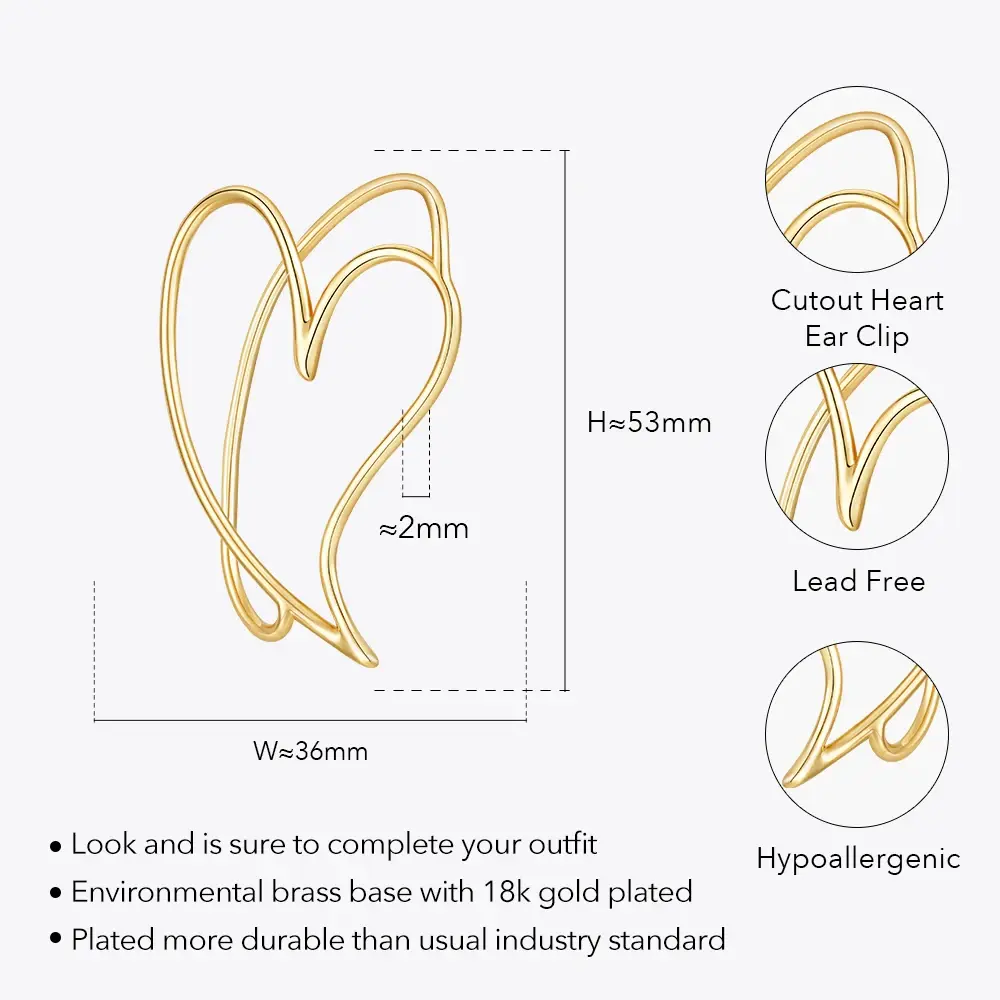 Cutout Heart
Ear Clip
H≈53mm
≈2mm
Lead Free
W≈36mm
Hypoallergenic
• Look and is sure to complete your outfit
• Environmental brass base with 18k gold plated
• Plated more durable than usual industry standard